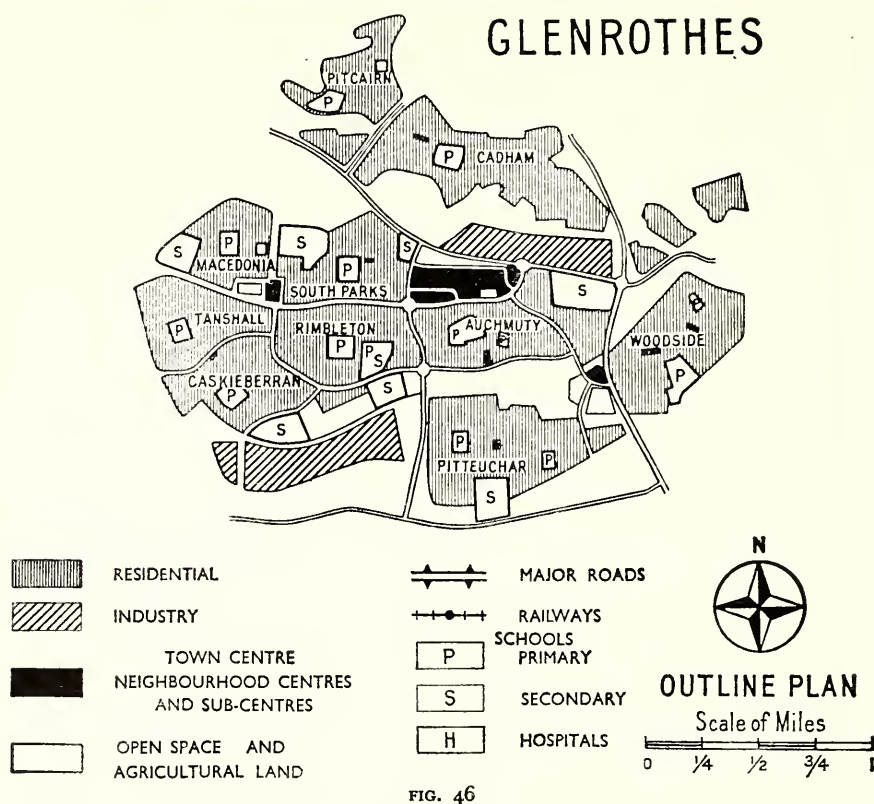 GLENROTHES
PITCAIRN
P
P CADHAM
S
P
MACEDONIA
S
P
SOUTH PARKS
S
S
TANSHALL
P
RIMBLETON
P
P
S
P
AUCHMUTY
WOODSIDE
P
CASKIEBERRAN
P
S
S
P
PITTEUCHAR
P
S
RESIDENTIAL
INDUSTRY
TOWN CENTRE
NEIGHBOURHOOD CENTRES
AND SUB-CENTRES
OPEN SPACE AND
AGRICULTURAL LAND
MAJOR ROADS
RAILWAYS
SCHOOLS
P PRIMARY
S SECONDARY
H HOSPITALS
N
OUTLINE PLAN
Scale of Miles
0 1/4 1/2 3/4 1
FIG. 46